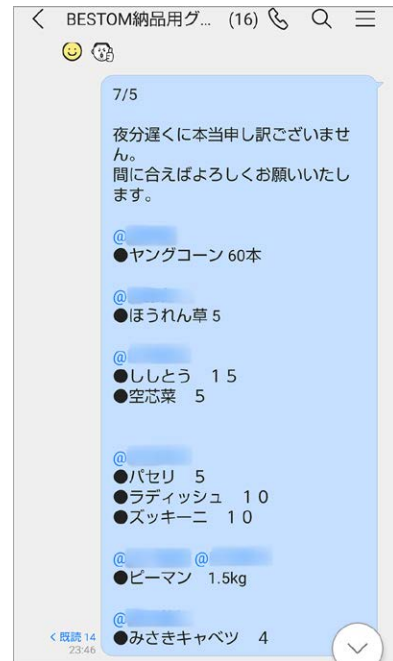 BESTOM納品用グ... (16)
7/5
夜分遅くに本当申し訳ございませ
ん。
間に合えばよろしくお願いいたし
ます。
@
●ヤングコーン 60本
@
●ほうれん草 5
@
●ししとう　１５
●空芯菜　5
@
●パセリ　5
●ラディッシュ　１０
●ズッキーニ　１０
@ @
●ピーマン　1.5kg
@
●みさきキャベツ　4
既読 14
23:46